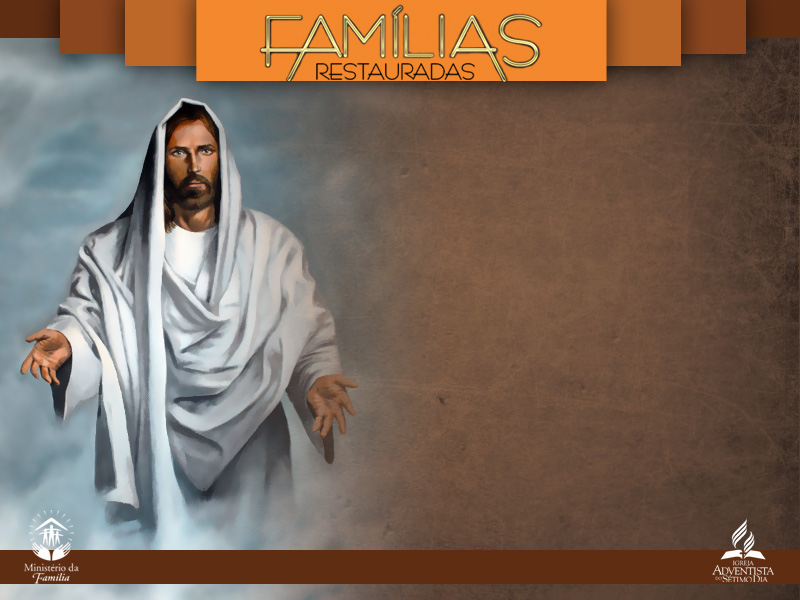 FAMÍLIAS
RESTAURADAS
Ministério da
Família
IGREJA
ADVENTISTA
DO SÉTIMO DIA